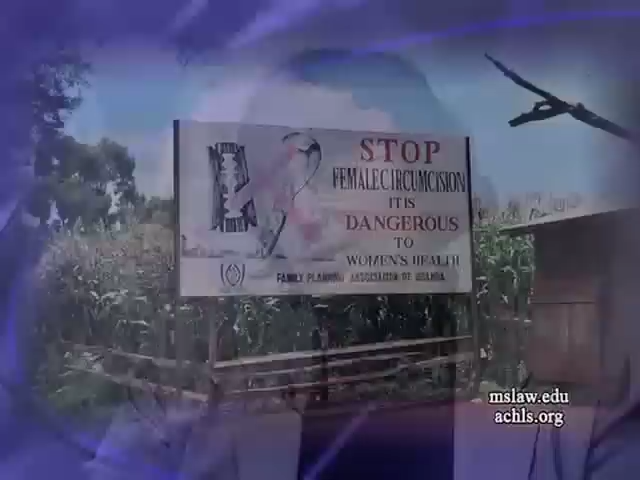 STOP
FEMALE CIRCUMCISION
IT IS
DANGEROUS
TO
WOMEN'S HEALTH
FAMILY PLANNING ASSOCIATION OF UGANDA
mslaw.edu
achls.org